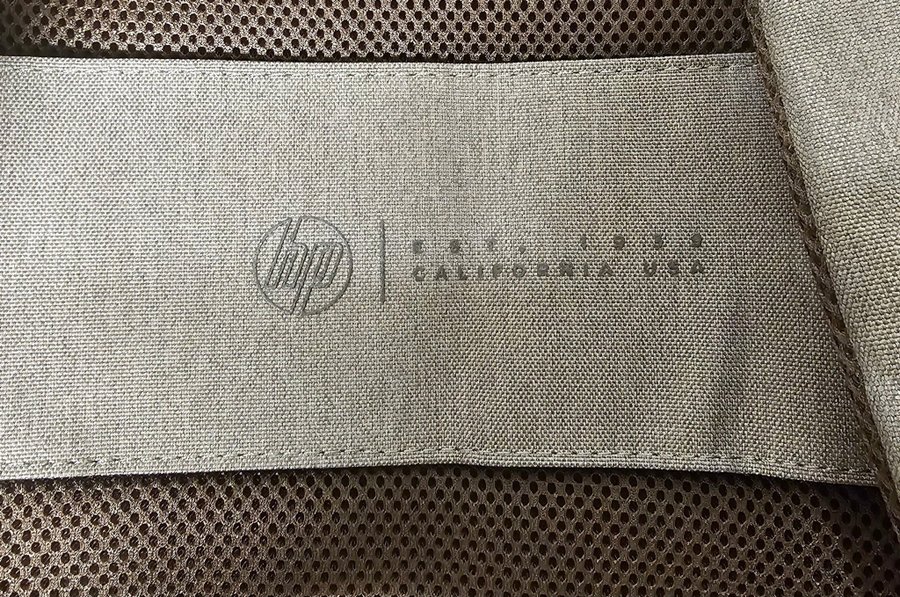 hp
EST. 1939
CALIFORNIA USA